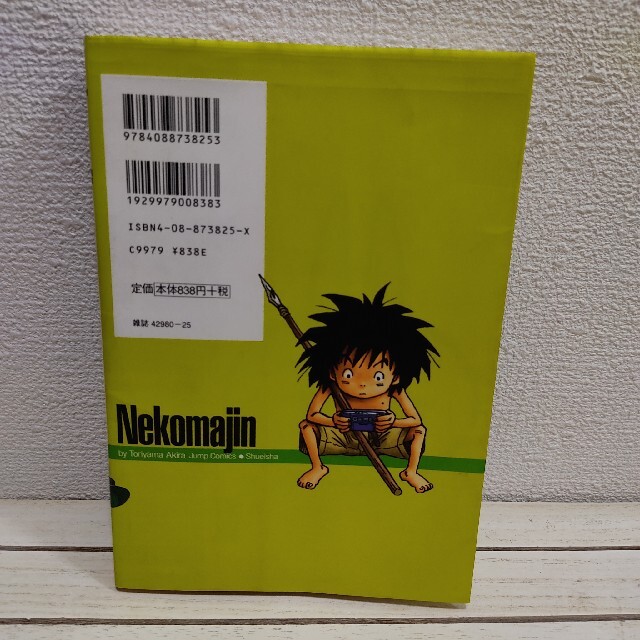 9784088738253
1929979008383
ISBN4-08-873825-X
C9979 ¥838E
定価 本体838円+税
雑誌 42980-25
Nekomajin
by Toriyama Akira Jump Comics ● Shueisha